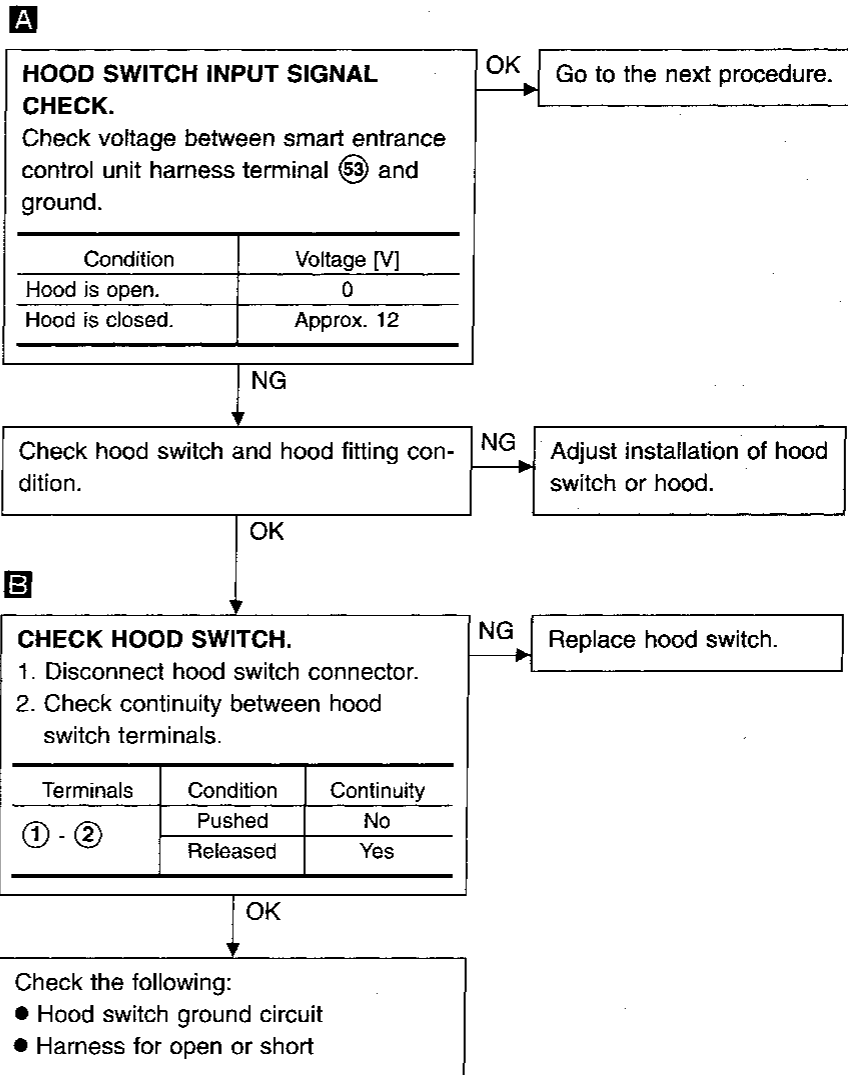 A
HOOD SWITCH INPUT SIGNAL
CHECK.
Check voltage between smart entrance
control unit harness terminal 53 and
ground.
Condition Voltage [V]
Hood is open. 0
Hood is closed. Approx. 12
OK
Go to the next procedure.
NG
Check hood switch and hood fitting con-
dition.
NG
Adjust installation of hood
switch or hood.
OK
B
CHECK HOOD SWITCH.
1. Disconnect hood switch connector.
2. Check continuity between hood
switch terminals.
Terminals Condition Continuity
① - ② Pushed No
Released Yes
NG
Replace hood switch.
OK
Check the following:
● Hood switch ground circuit
● Harness for open or short